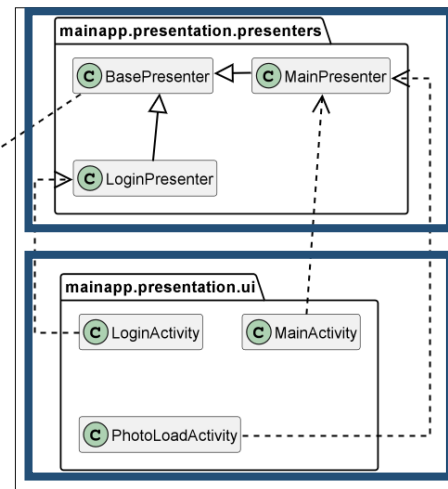 mainapp.presentation.presenters
C BasePresenter
C MainPresenter
C LoginPresenter
mainapp.presentation.ui
C LoginActivity
C MainActivity
C PhotoLoadActivity